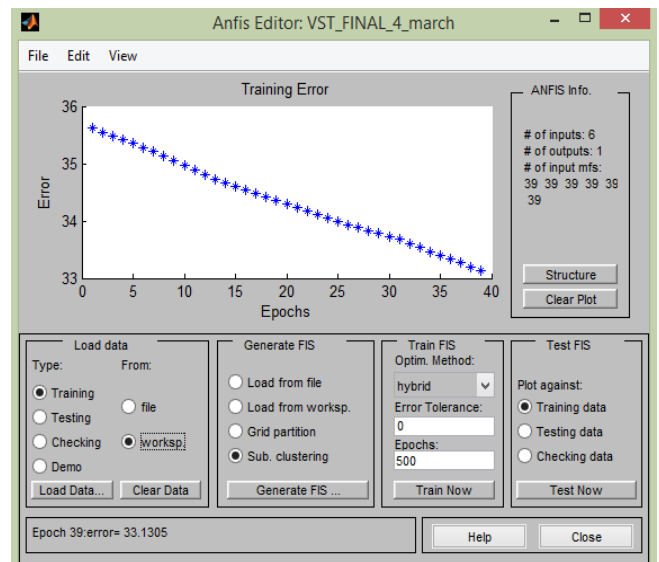 Anfis Editor: VST_FINAL_4_march
File Edit View
Training Error
36
35
34
33
Error
0 5 10 15 20 25 30 35 40
Epochs
ANFIS Info.
# of inputs: 6
# of outputs: 1
# of input mfs:
39 39 39 39 39
39
Structure
Clear Plot
Load data
Type: From:
Training
Testing
Checking
Demo
file
worksp.
Load Data... Clear Data
Generate FIS
Load from file
Load from worksp.
Grid partition
Sub. clustering
Generate FIS ...
Train FIS
Optim. Method:
hybrid
Error Tolerance:
0
Epochs:
500
Train Now
Test FIS
Plot against:
Training data
Testing data
Checking data
Test Now
Epoch 39:error= 33.1305
Help Close